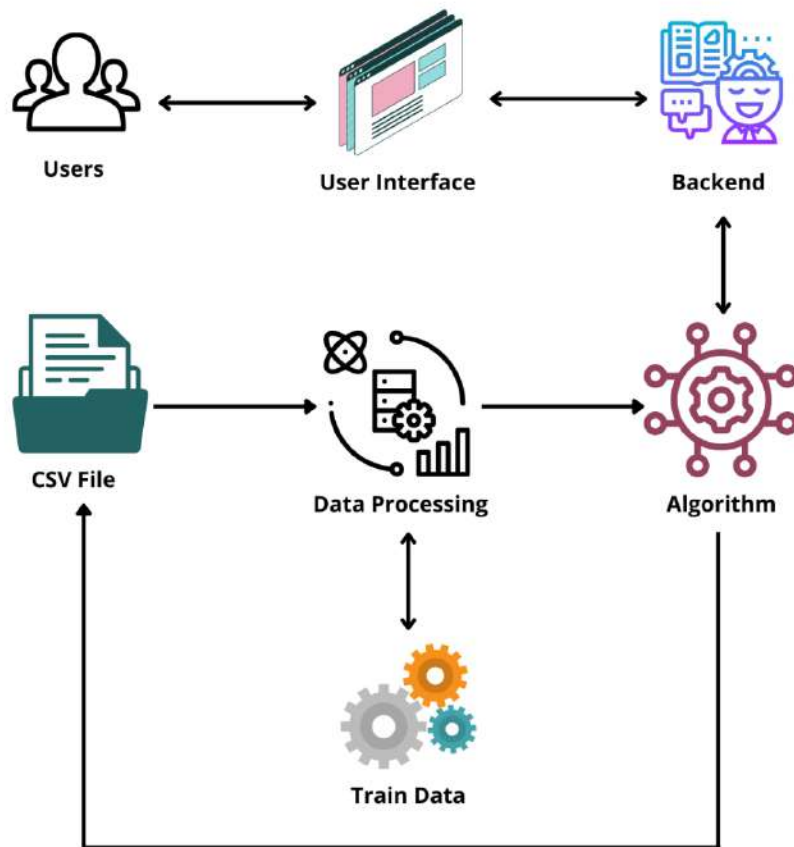 Users
User Interface
Backend
CSV File
Data Processing
Algorithm
Train Data